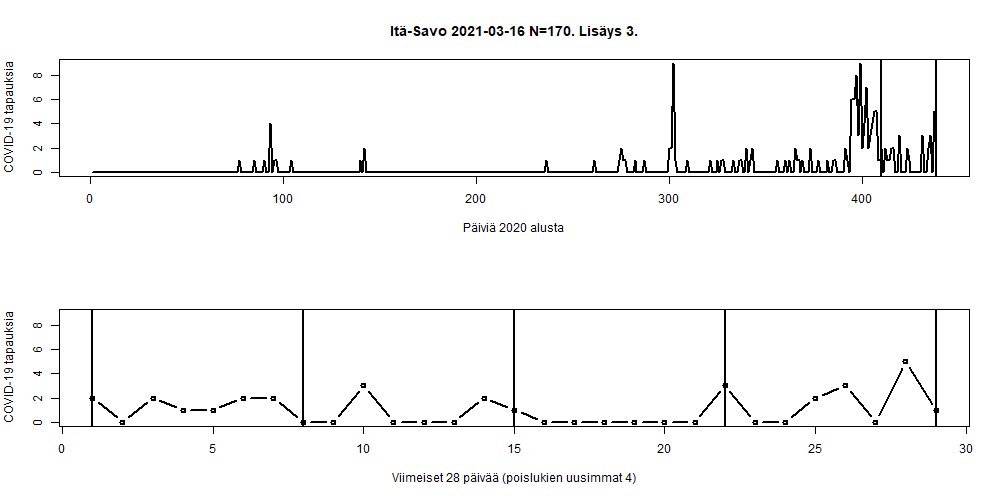 Itä-Savo 2021-03-16 N=170. Lisäys 3.
COVID-19 tapauksia
0 2 4 6 8
0 100 200 300 400
Päiviä 2020 alusta
COVID-19 tapauksia
0 2 4 6 8
0 5 10 15 20 25 30
Viimeiset 28 päivää (poislukien uusimmat 4)